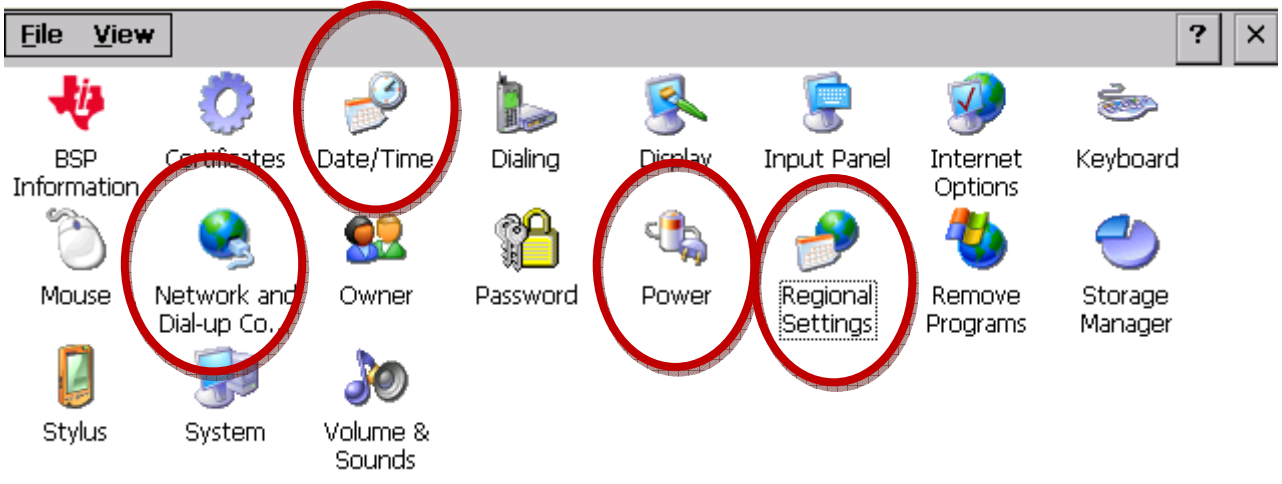 File View ? ×
BSP Information
Certificates
Date/Time
Dialing
Display
Input Panel
Internet Options
Keyboard
Mouse
Network and Dial-up Co...
Owner
Password
Power
Regional Settings
Remove Programs
Storage Manager
Stylus
System
Volume & Sounds